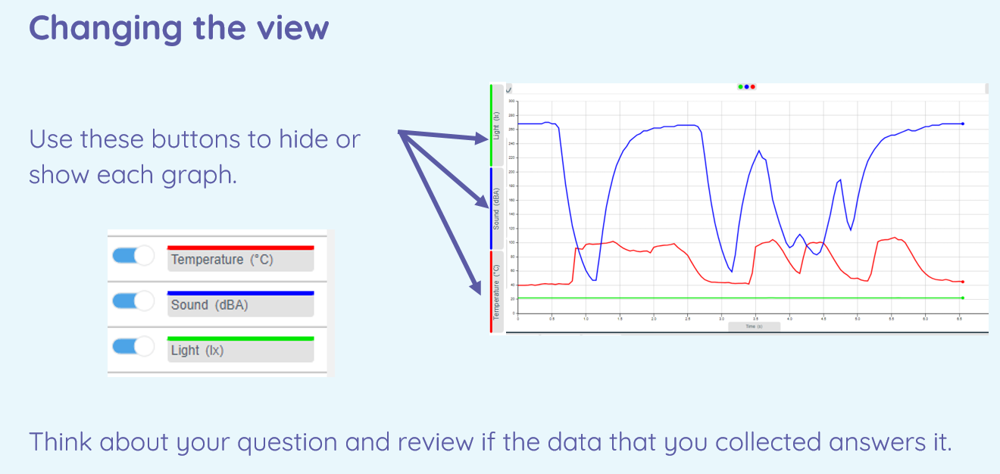 Changing the view
Use these buttons to hide or
show each graph.
Temperature (°C)
Sound (dBA)
Light (lx)
Light (lx)
Sound (dBA)
Temperature (°C)
300
280
260
240
220
200
180
160
140
120
100
80
60
40
20
0
0 0.5 1.0 1.5 2.0 2.5 3.0 3.5 4.0 4.5 5.0 5.5 6.0 6.5
Time (s)
Think about your question and review if the data that you collected answers it.